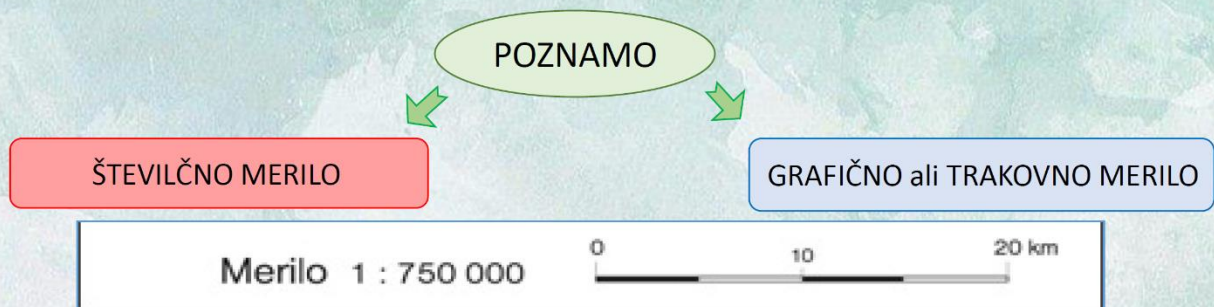 POZNAMO
ŠTEVILČNO MERILO
GRAFIČNO ali TRAKOVNO MERILO
Merilo 1 : 750 000
0 10 20 km